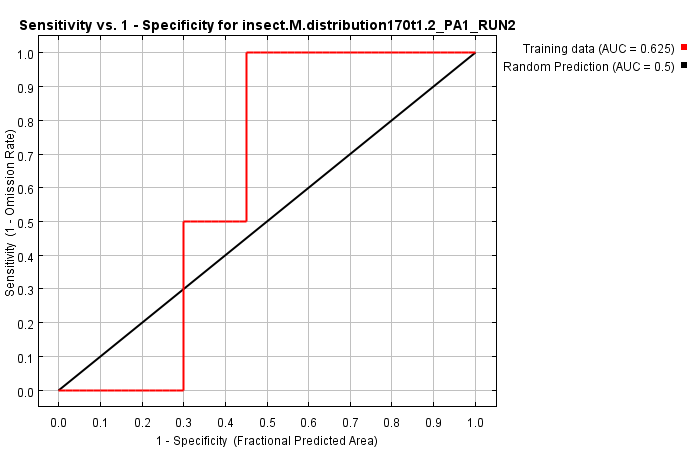 Sensitivity vs. 1 - Specificity for insect.M.distribution170t1.2_PA1_RUN2
Training data (AUC = 0.625)
Random Prediction (AUC = 0.5)
1.0
0.9
0.8
0.7
0.6
0.5
0.4
0.3
0.2
0.1
0.0
Sensitivity (1 - Omission Rate)
0.0 0.1 0.2 0.3 0.4 0.5 0.6 0.7 0.8 0.9 1.0
1 - Specificity (Fractional Predicted Area)